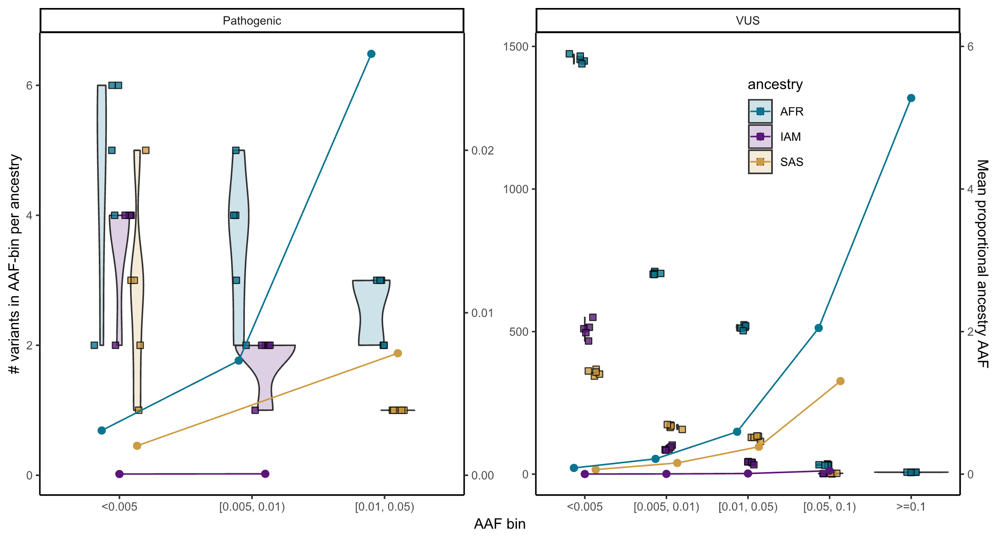 Pathogenic
VUS
# variants in AAF-bin per ancestry
6
4
2
0
0.02
0.01
0.00
<0.005
[0.005, 0.01)
[0.01, 0.05)
1500
1000
500
0
ancestry
AFR
IAM
SAS
6
4
2
0
Mean proportional ancestry AAF
<0.005
[0.005, 0.01)
[0.01, 0.05)
[0.05, 0.1)
>=0.1
AAF bin